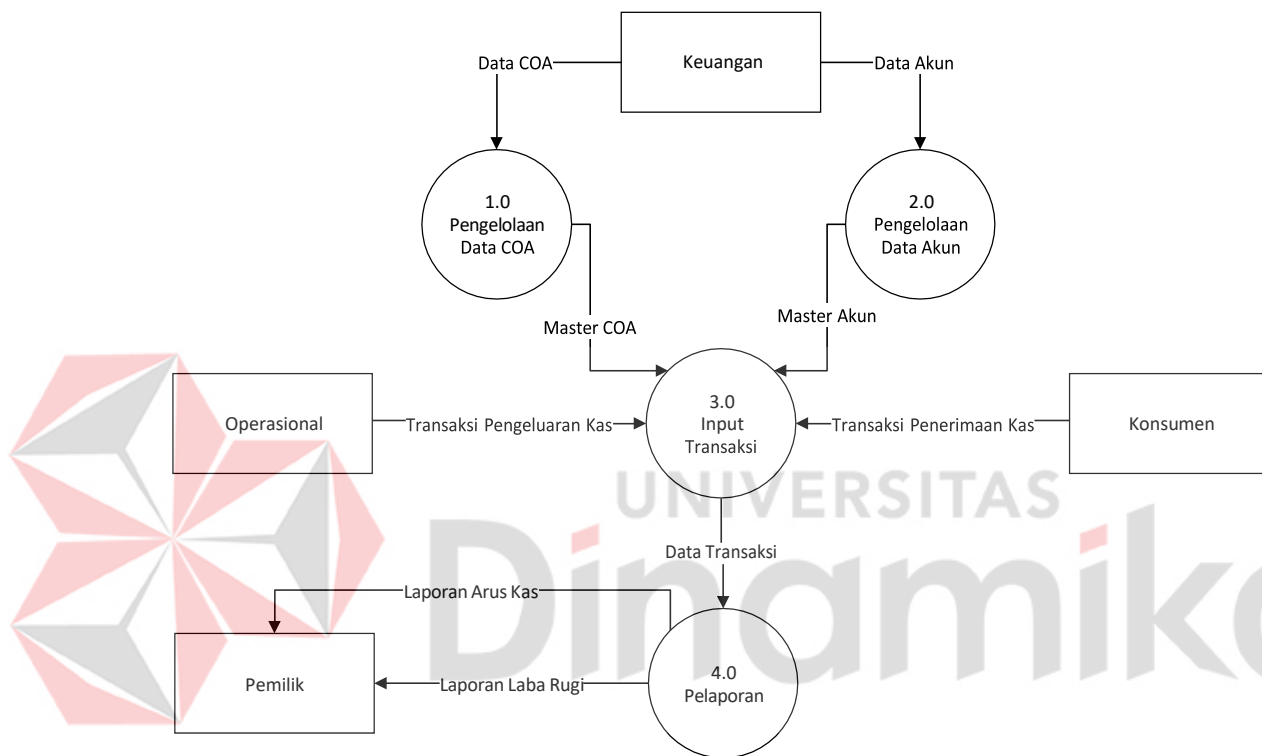 Keuangan
Data COA
Data Akun
1.0
Pengelolaan
Data COA
2.0
Pengelolaan
Data Akun
Master COA
Master Akun
Operasional
Transaksi Pengeluaran Kas
3.0
Input
Transaksi
Transaksi Penerimaan Kas
Konsumen
UNIVERSITAS
Dinamika
Data Transaksi
Laporan Arus Kas
Pemilik
Laporan Laba Rugi
4.0
Pelaporan